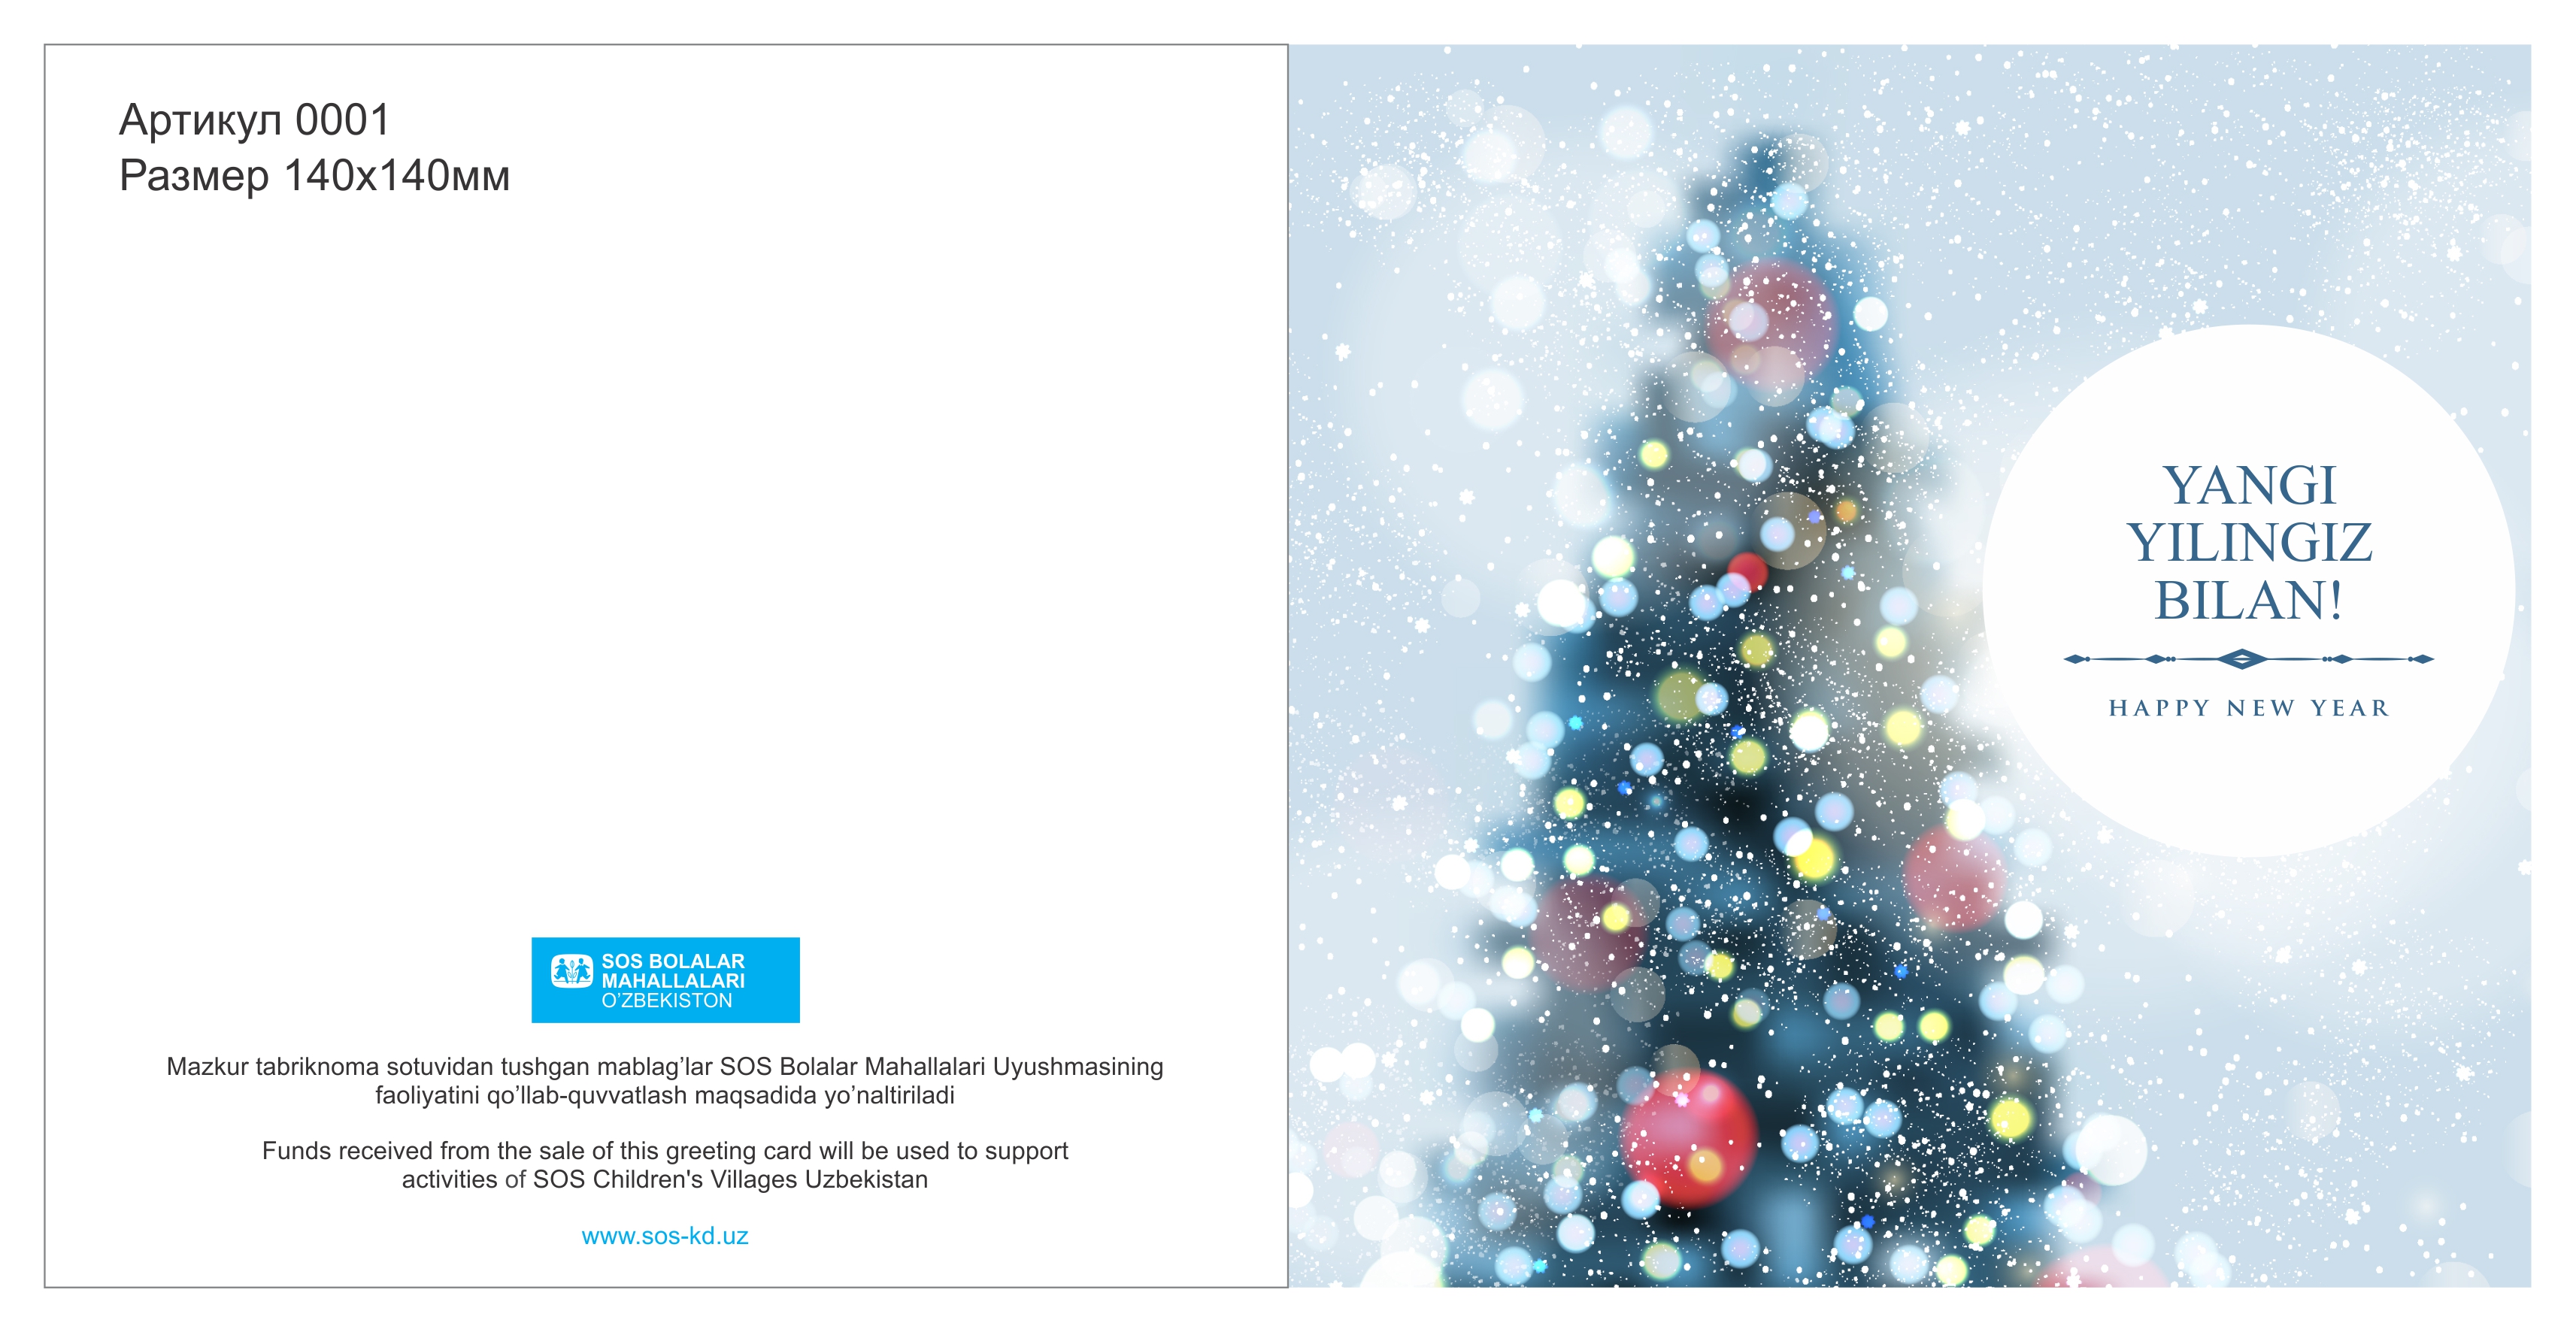 Артикул 0001
Размер 140х140мм
SOS BOLALAR
MAHALLALARI
O’ZBEKISTON
Mazkur tabriknoma sotuvidan tushgan mablag’lar SOS Bolalar Mahallalari Uyushmasining
faoliyatini qo’llab-quvvatlash maqsadida yo’naltiriladi
Funds received from the sale of this greeting card will be used to support
activities of SOS Children's Villages Uzbekistan
www.sos-kd.uz
YANGI
YILINGIZ
BILAN!
HAPPY NEW YEAR